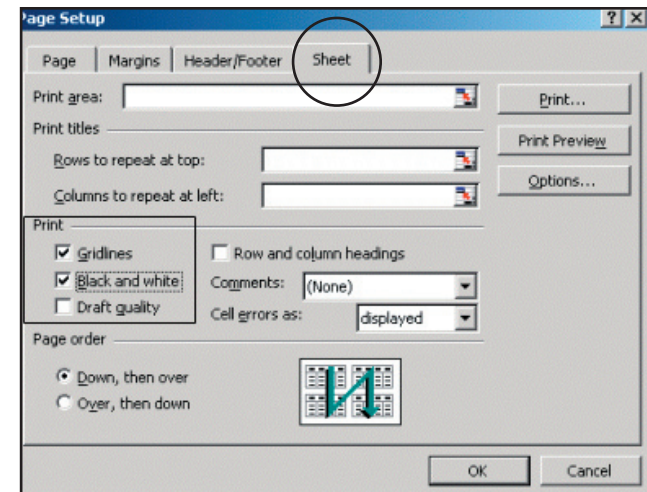 Page Setup
Page Margins Header/Footer Sheet
Print area:
Print...
Print titles
Print Preview
Rows to repeat at top:
Options...
Columns to repeat at left:
Print
Gridlines
Row and column headings
Black and white
Comments: (None)
Draft quality
Cell errors as: displayed
Page order
Down, then over
Over, then down
OK Cancel